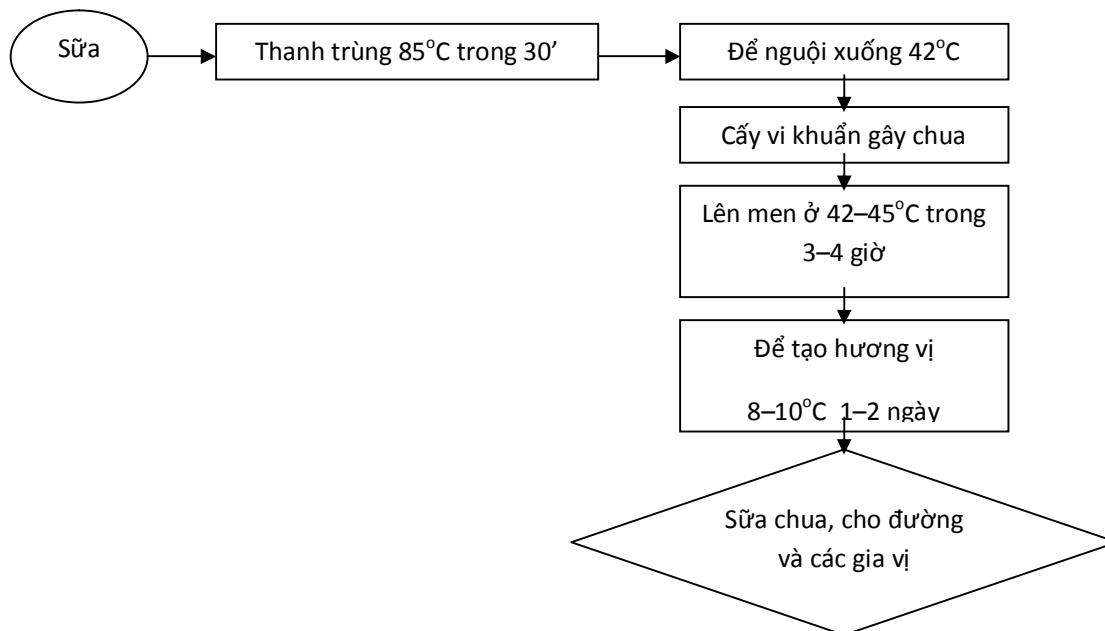 Sữa
Thanh trùng 85°C trong 30’
Để nguội xuống 42°C
Cấy vi khuẩn gây chua
Lên men ở 42–45°C trong
3–4 giờ
Để tạo hương vị
8–10°C 1–2 ngày
Sữa chua, cho đường
và các gia vị